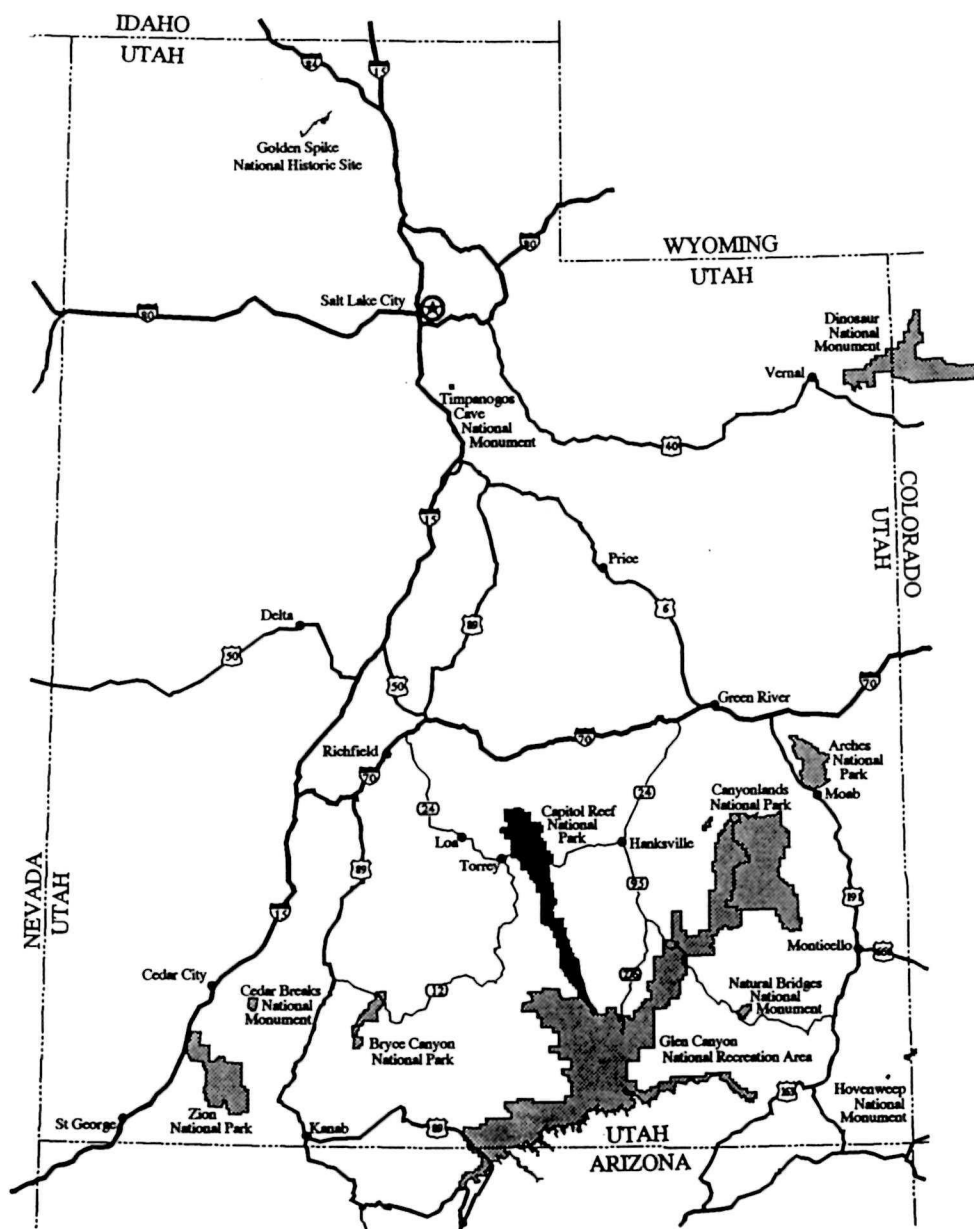 IDAHO
UTAH
84
15
Golden Spike
National Historic Site
80
WYOMING
UTAH
Salt Lake City
80
Dinosaur
National
Monument
Vernal
Timpanogos
Cave
National
Monument
40
15
COLORADO
UTAH
Price
6
Delta
89
50
50
70
Green River
Richfield
70
70
Arches
National
Park
Canyonlands
National Park
Moab
24
Capitol Reef
National
Park
24
Loa
Hanksville
Torrey
89
95
191
NEVADA
UTAH
15
Monticello
Cedar City
276
Cedar Breaks
National
Monument
12
Natural Bridges
National
Monument
Bryce Canyon
National Park
Glen Canyon
National Recreation Area
163
Hovenweep
National
Monument
St George
Zion
National Park
Kanab
89
UTAH
ARIZONA